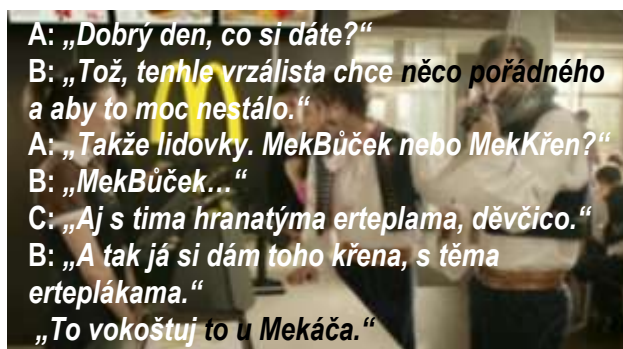 A: „Dobrý den, co si dáte?“
B: „Tož, tenhle vrzálista chce něco pořádného
a aby to moc nestálo.“
A: „Takže lidovky. MekBůček nebo MekKřen?“
B: „MekBůček…“
C: „Aj s tima hranatýma erteplama, děvčico.“
B: „A tak já si dám toho křena, s těma
erteplákama.“
„To vokoštuj to u Mekáča.“